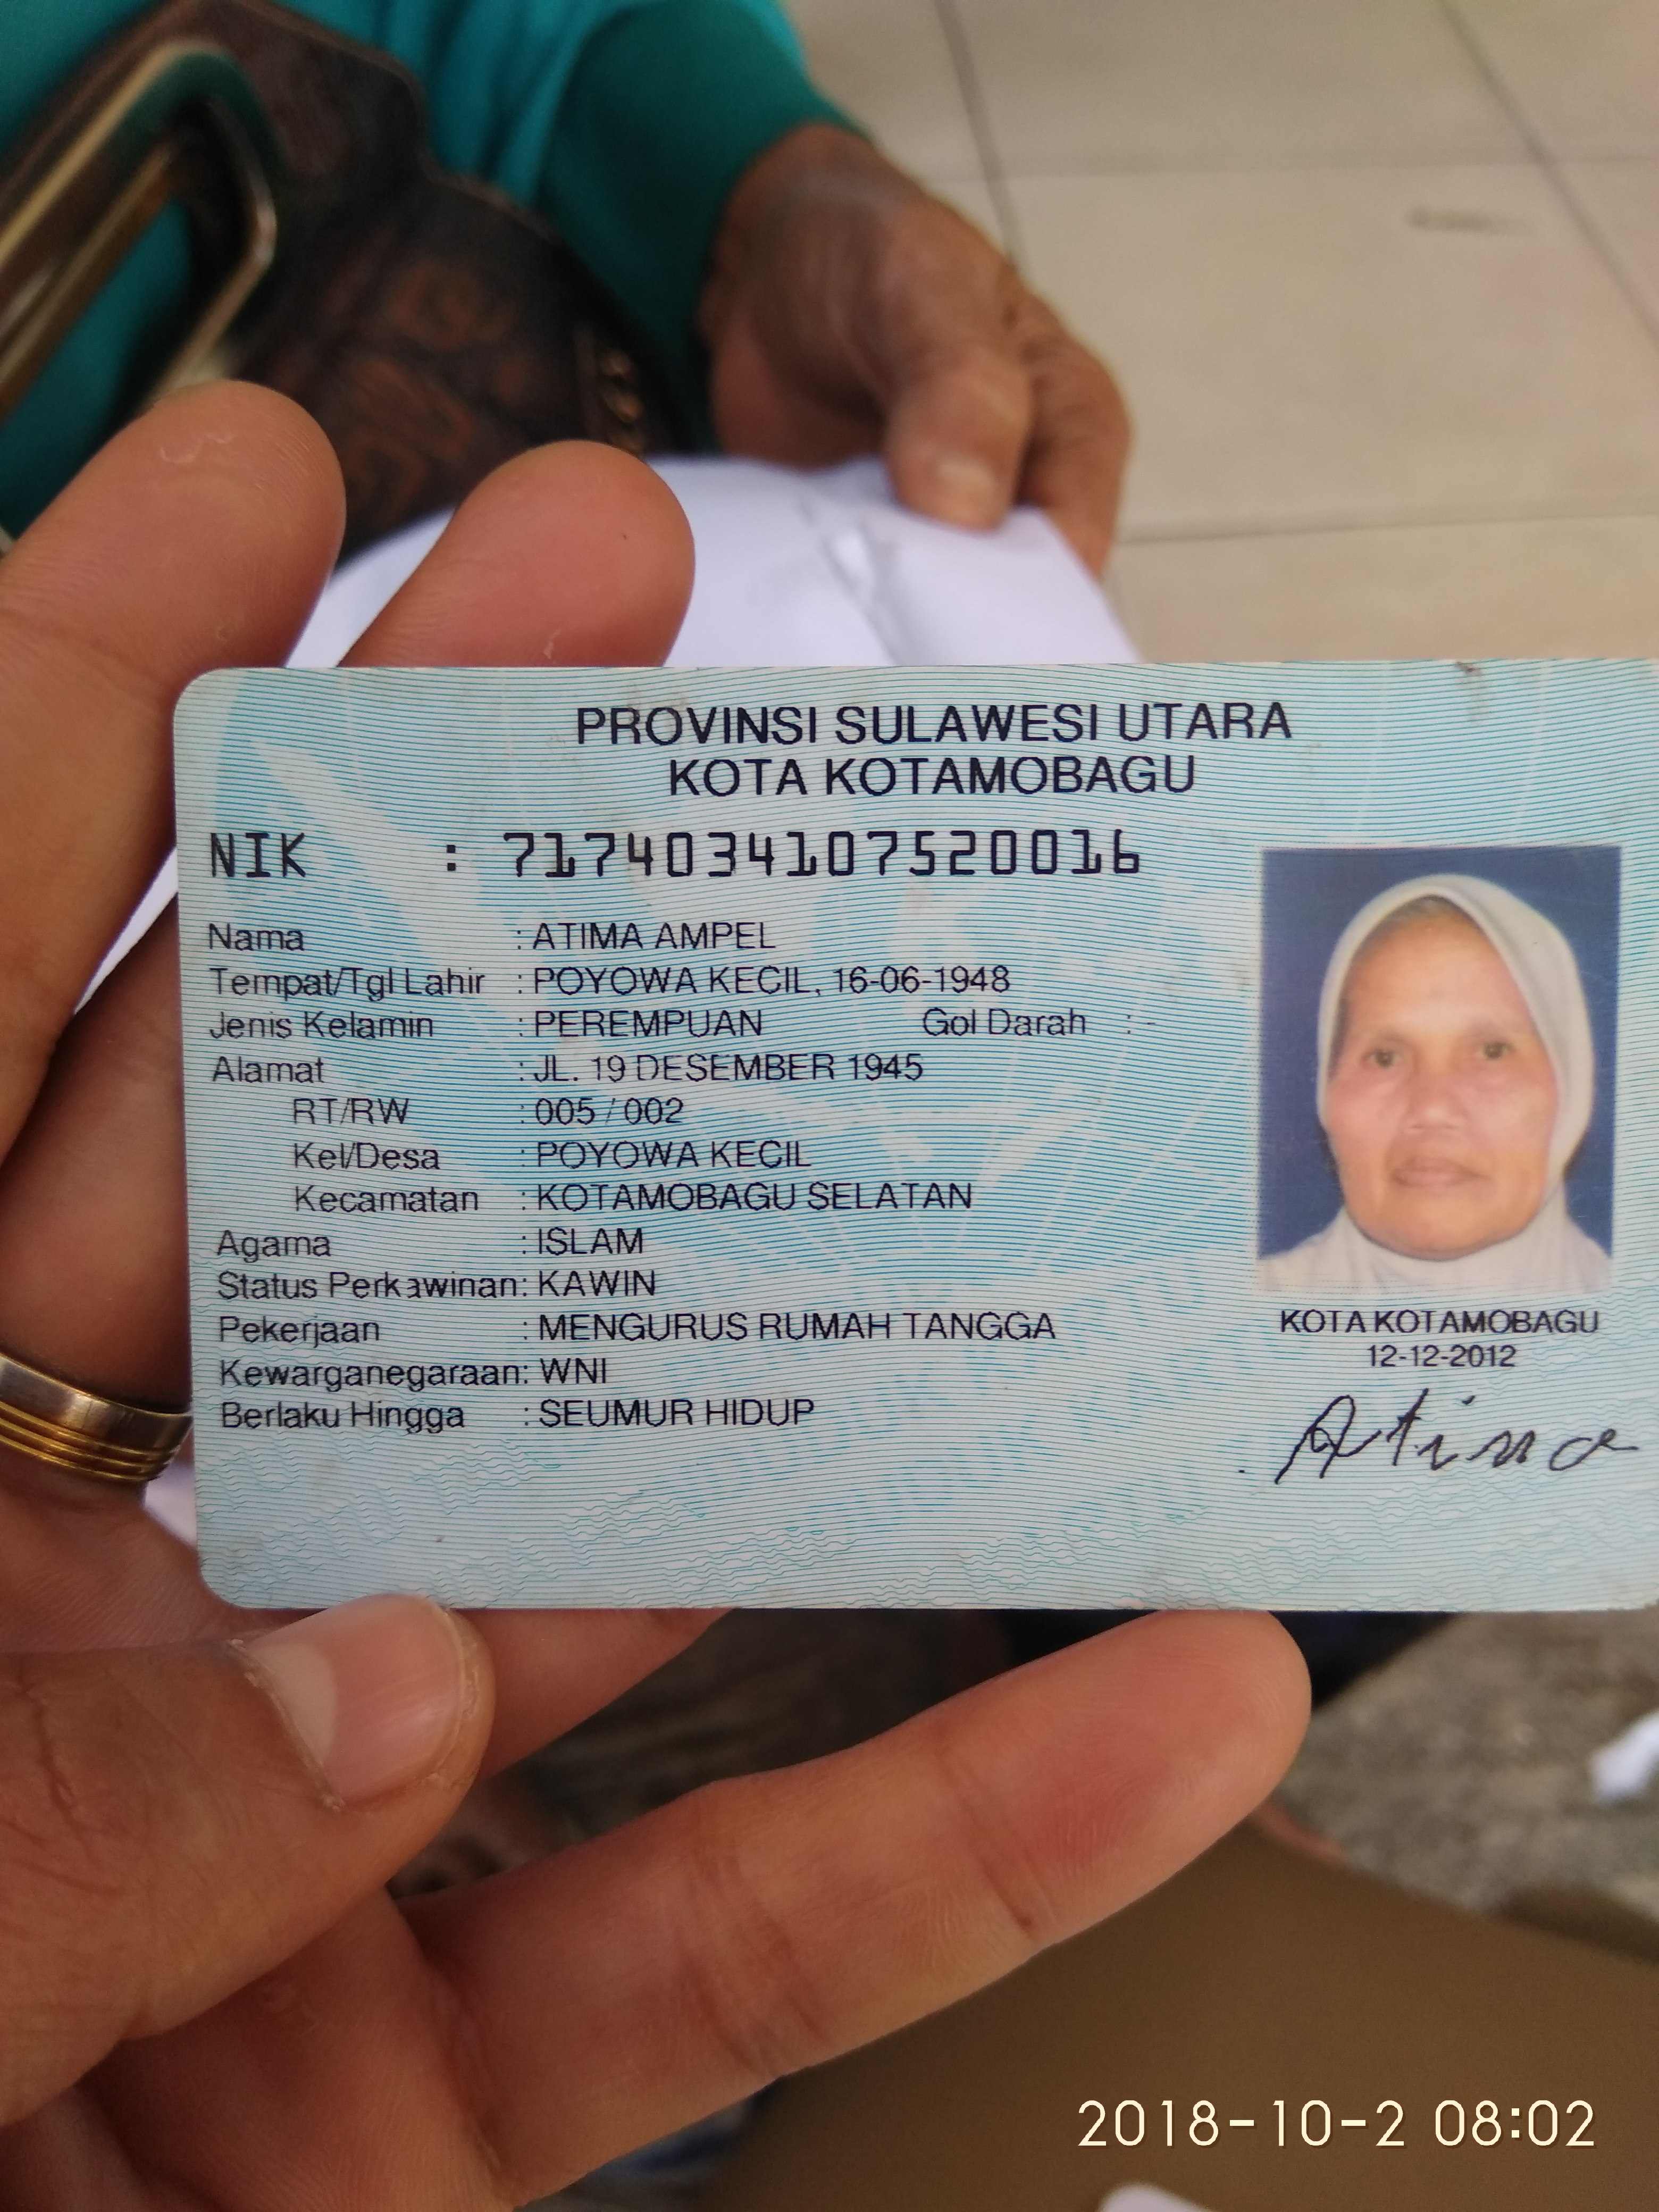 PROVINSI SULAWESI UTARA
KOTA KOTAMOBAGU
NIK : 7174034107520016
Nama : ATIMA AMPEL
Tempat/Tgl Lahir : POYOWA KECIL, 16-06-1948
Jenis Kelamin : PEREMPUAN Gol Darah : -
Alamat : JL. 19 DESEMBER 1945
RT/RW : 005 / 002
Kel/Desa : POYOWA KECIL
Kecamatan : KOTAMOBAGU SELATAN
Agama : ISLAM
Status Perkawinan : KAWIN
Pekerjaan : MENGURUS RUMAH TANGGA
Kewarganegaraan : WNI
Berlaku Hingga : SEUMUR HIDUP
KOTA KOTAMOBAGU
12-12-2012
Atima
2018-10-2 08:02